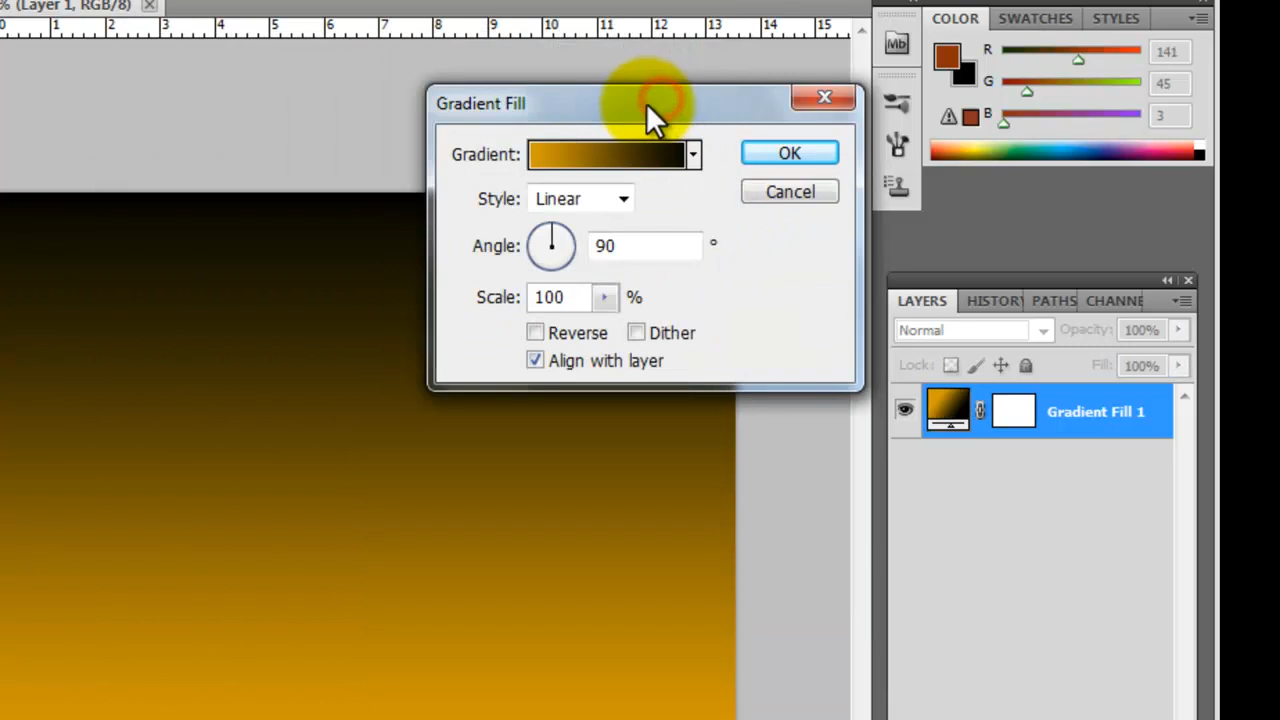 % (Layer 1, RGB/8)
0 1 2 3 4 5 6 7 8 9 10 11 12 13 14 15
Gradient Fill
Gradient:
OK
Style: Linear
Cancel
Angle: 90 °
Scale: 100 %
Reverse Dither
Align with layer
Mb
COLOR SWATCHES STYLES
R 141
G 45
B 3
LAYERS HISTORY PATHS CHANNE
Normal Opacity: 100%
Lock: Fill: 100%
Gradient Fill 1